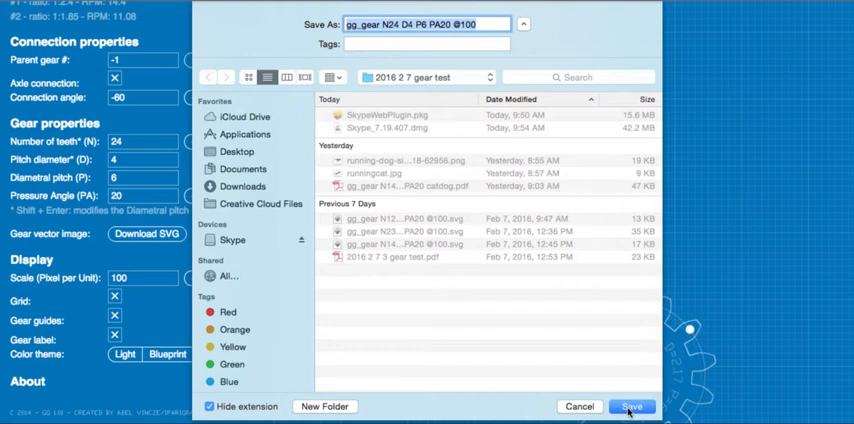 #1 - ratio: 1:2.4 - RPM: 14.4
#2 - ratio: 1:1.85 - RPM: 11.08
Connection properties
Parent gear #: -1
Axle connection:
Connection angle: -60
Gear properties
Number of teeth* (N): 24
Pitch diameter* (D): 4
Diametral pitch (P): 6
Pressure Angle (PA): 20
* Shift + Enter: modifies the Diametral pitch
Gear vector image: Download SVG
Display
Scale (Pixel per Unit): 100
Grid:
Gear guides:
Gear label:
Color theme: Light Blueprint
About
Save As: gg_gear N24 D4 P6 PA20 @100
Tags:
2016 2 7 gear test
Search
Favorites
iCloud Drive
Applications
Desktop
Documents
Downloads
Creative Cloud Files
Devices
Skype
Shared
All...
Tags
Red
Orange
Yellow
Green
Blue
Today Date Modified Size
SkypeWebPlugin.pkg Today, 9:50 AM 15.6 MB
Skype_7.19.407.dmg Today, 9:54 AM 42.2 MB
Yesterday
running-dog-si...18-62956.png Yesterday, 8:55 AM 19 KB
runningcat.jpg Yesterday, 8:57 AM 9 KB
gg_gear N14...PA20 catdog.pdf Yesterday, 9:03 AM 47 KB
Previous 7 Days
gg_gear N12...PA20 @100.svg Feb 7, 2016, 9:47 AM 13 KB
gg_gear N23...PA20 @100.svg Feb 7, 2016, 12:36 PM 35 KB
gg_gear N14...PA20 @100.svg Feb 7, 2016, 12:45 PM 17 KB
2016 2 7 3 gear test.pdf Feb 7, 2016, 12:53 PM 23 KB
Hide extension New Folder Cancel Save
D=2.17